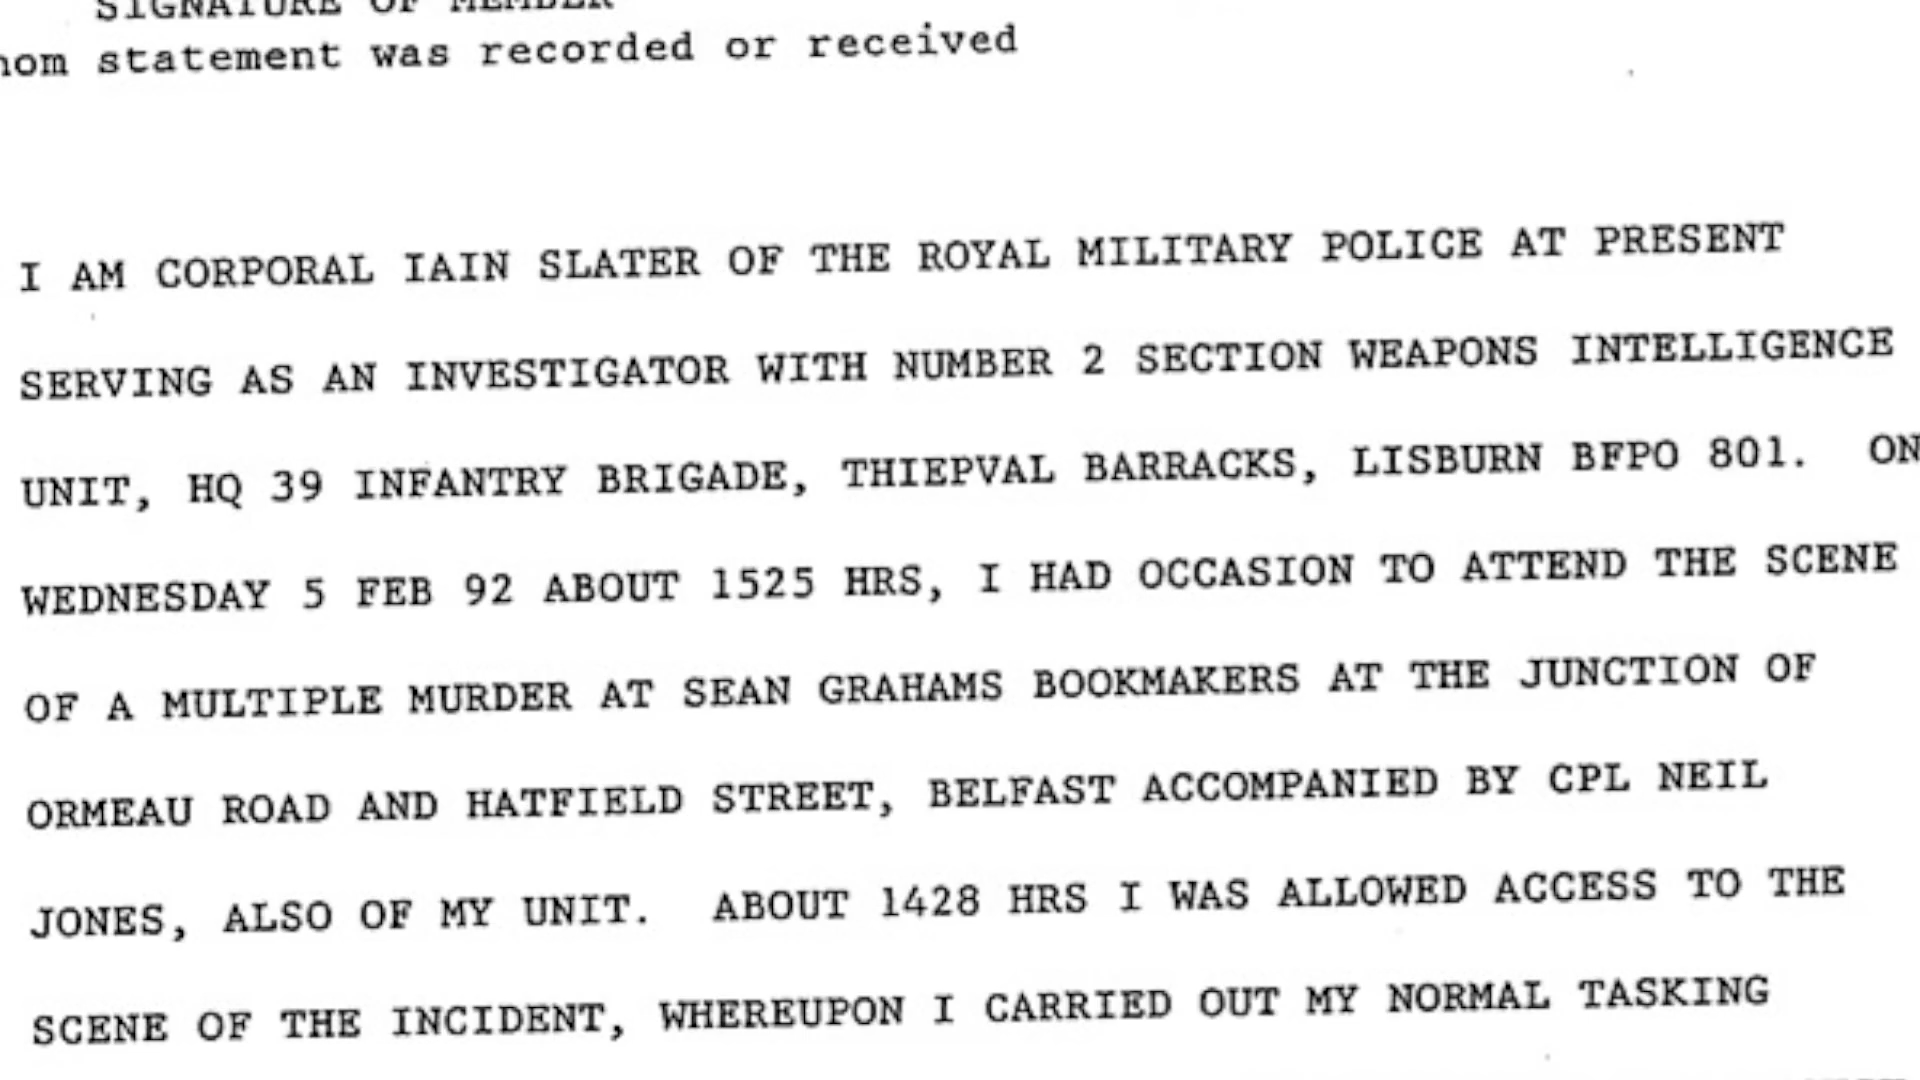 SIGNATURE OF MEMBER
hom statement was recorded or received
I AM CORPORAL IAIN SLATER OF THE ROYAL MILITARY POLICE AT PRESENT
SERVING AS AN INVESTIGATOR WITH NUMBER 2 SECTION WEAPONS INTELLIGENCE
UNIT, HQ 39 INFANTRY BRIGADE, THIEPVAL BARRACKS, LISBURN BFPO 801. ON
WEDNESDAY 5 FEB 92 ABOUT 1525 HRS, I HAD OCCASION TO ATTEND THE SCENE
OF A MULTIPLE MURDER AT SEAN GRAHAMS BOOKMAKERS AT THE JUNCTION OF
ORMEAU ROAD AND HATFIELD STREET, BELFAST ACCOMPANIED BY CPL NEIL
JONES, ALSO OF MY UNIT. ABOUT 1428 HRS I WAS ALLOWED ACCESS TO THE
SCENE OF THE INCIDENT, WHEREUPON I CARRIED OUT MY NORMAL TASKING